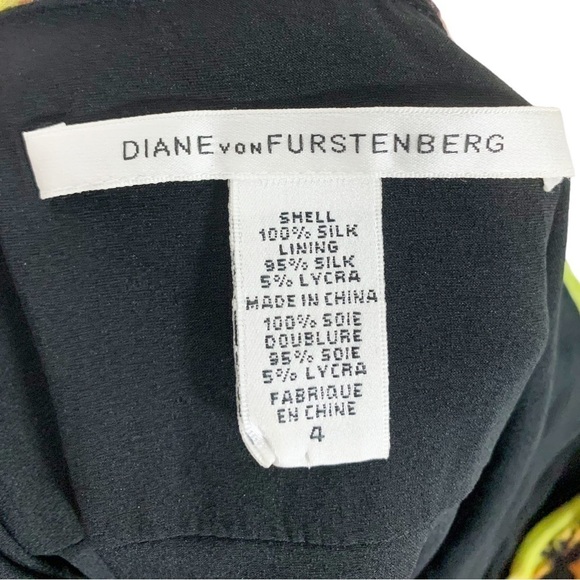 DIANE VON FURSTENBERG
SHELL
100% SILK
LINING
95% SILK
5% LYCRA
MADE IN CHINA
100% SOIE
DOUBLURE
95% SOIE
5% LYCRA
FABRIQUE
EN CHINE
4